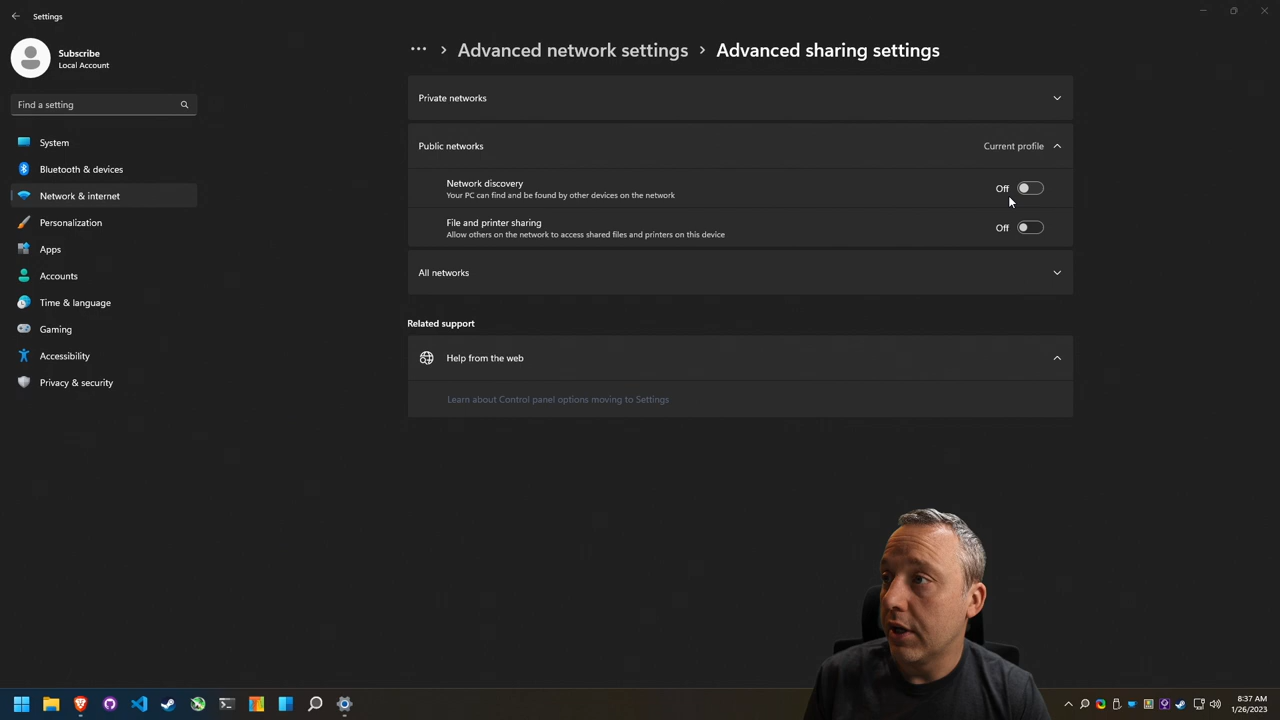 Settings
Subscribe
Local Account
Find a setting
System
Bluetooth & devices
Network & internet
Personalization
Apps
Accounts
Time & language
Gaming
Accessibility
Privacy & security
··· > Advanced network settings > Advanced sharing settings
Private networks
Public networks
Current profile
Network discovery
Your PC can find and be found by other devices on the network
Off
File and printer sharing
Allow others on the network to access shared files and printers on this device
Off
All networks
Related support
Help from the web
Learn about Control panel options moving to Settings
8:37 AM
1/26/2023